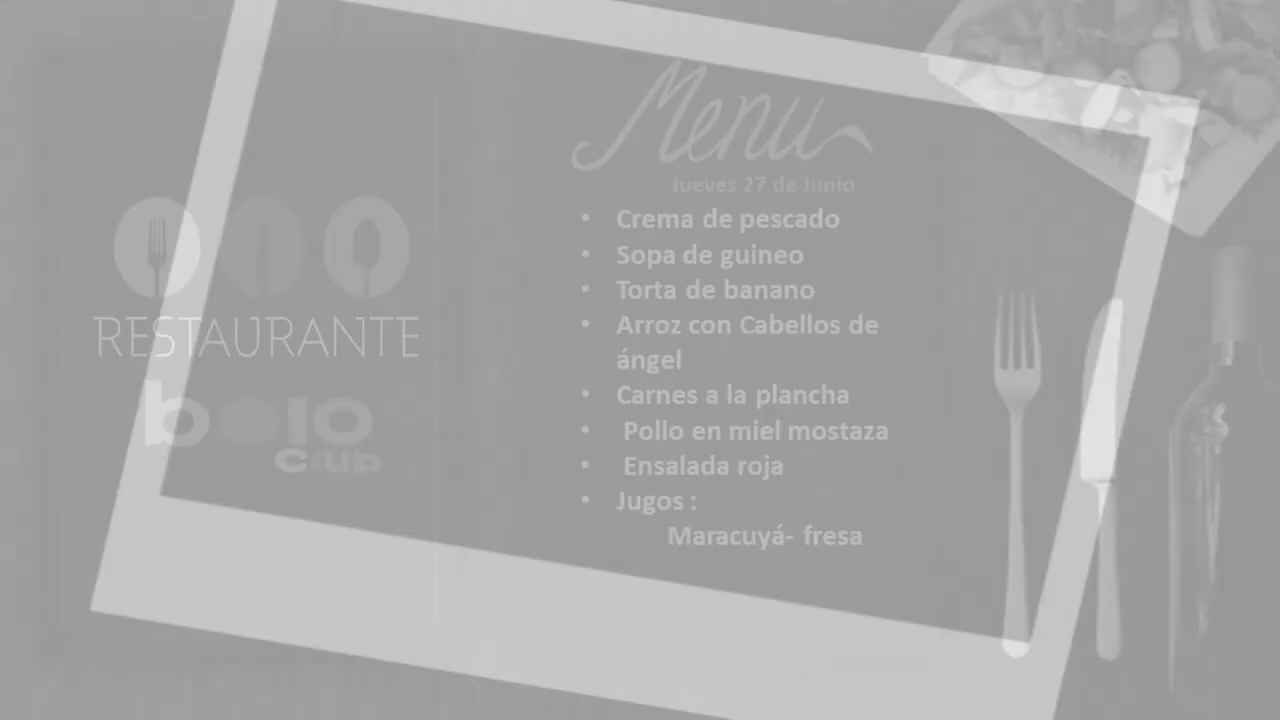 Menu
Jueves 27 de Junio
• Crema de pescado
• Sopa de guineo
• Torta de banano
• Arroz con Cabellos de
ángel
• Carnes a la plancha
• Pollo en miel mostaza
• Ensalada roja
• Jugos :
Maracuyá- fresa
RESTAURANTE
bolo
club